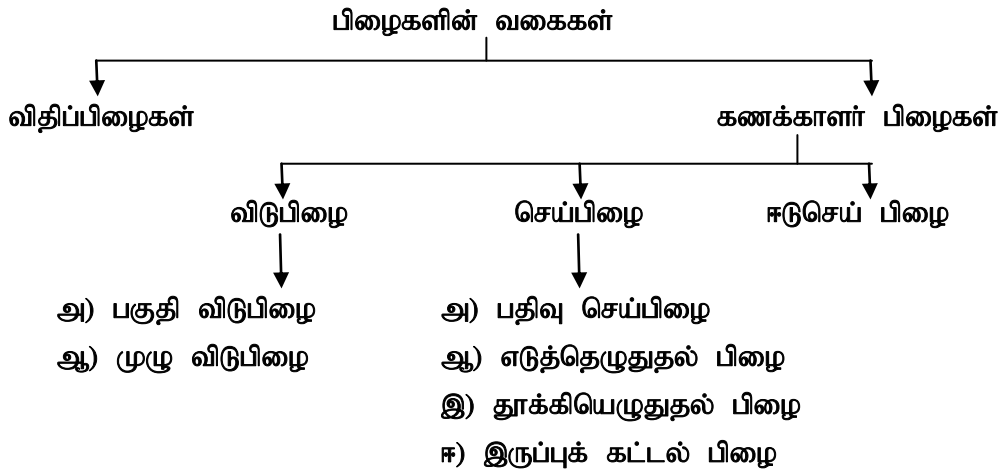 பிழைகளின் வகைகள்
விதிப்பிழைகள்
கணக்காளர் பிழைகள்
விடுபிழை
செய்பிழை
ஈடுசெய் பிழை
அ) பகுதி விடுபிழை
ஆ) முழு விடுபிழை
அ) பதிவு செய்பிழை
ஆ) எடுத்தெழுதுதல் பிழை
இ) தூக்கியெழுதுதல் பிழை
ஈ) இருப்புக் கட்டல் பிழை